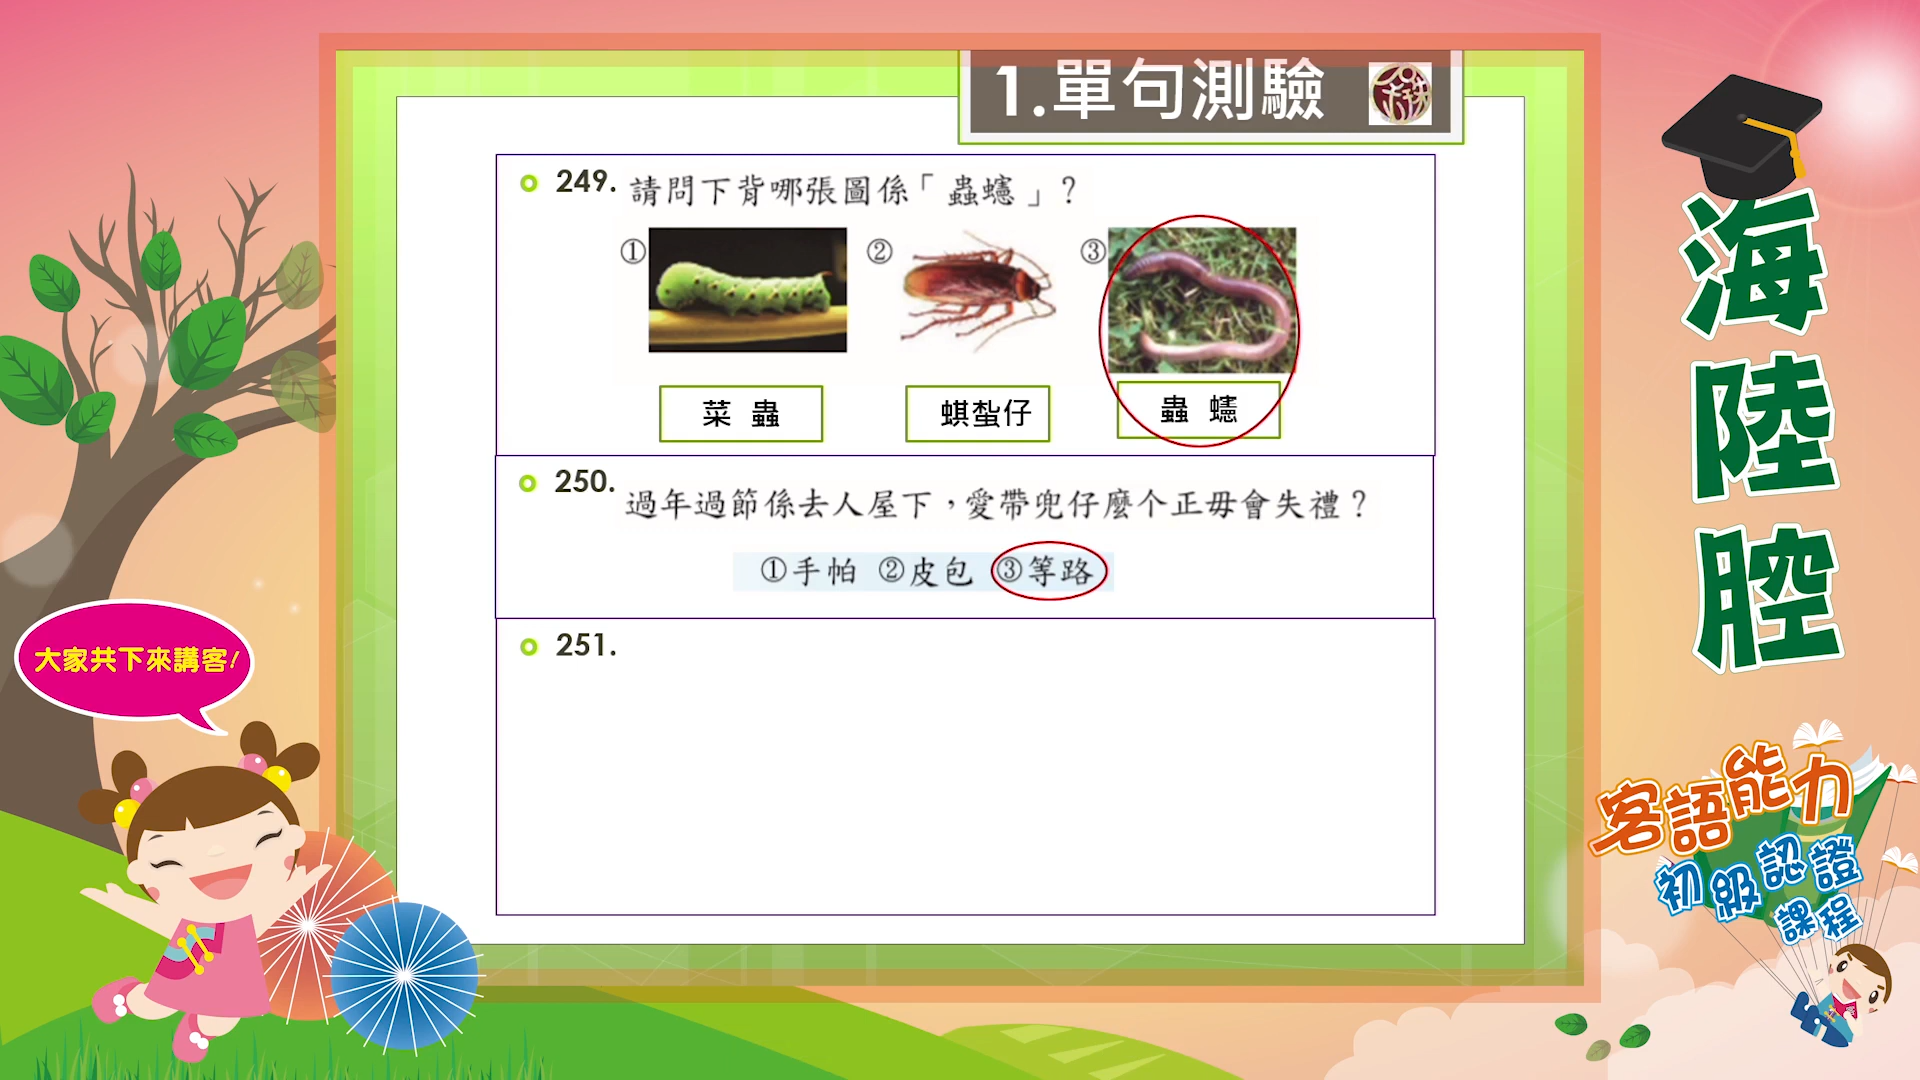 1.單句測驗
249. 請問下背哪張圖係「蟲蟪」?
① ② ③
菜 蟲
蜞蚻仔
蟲 蟪
250. 過年過節係去人屋下,愛帶兜仔麼个正毋會失禮?
①手帕 ②皮包 ③等路
251.
大家共下來講客!
海陸腔
客語能力
初級認證
課程